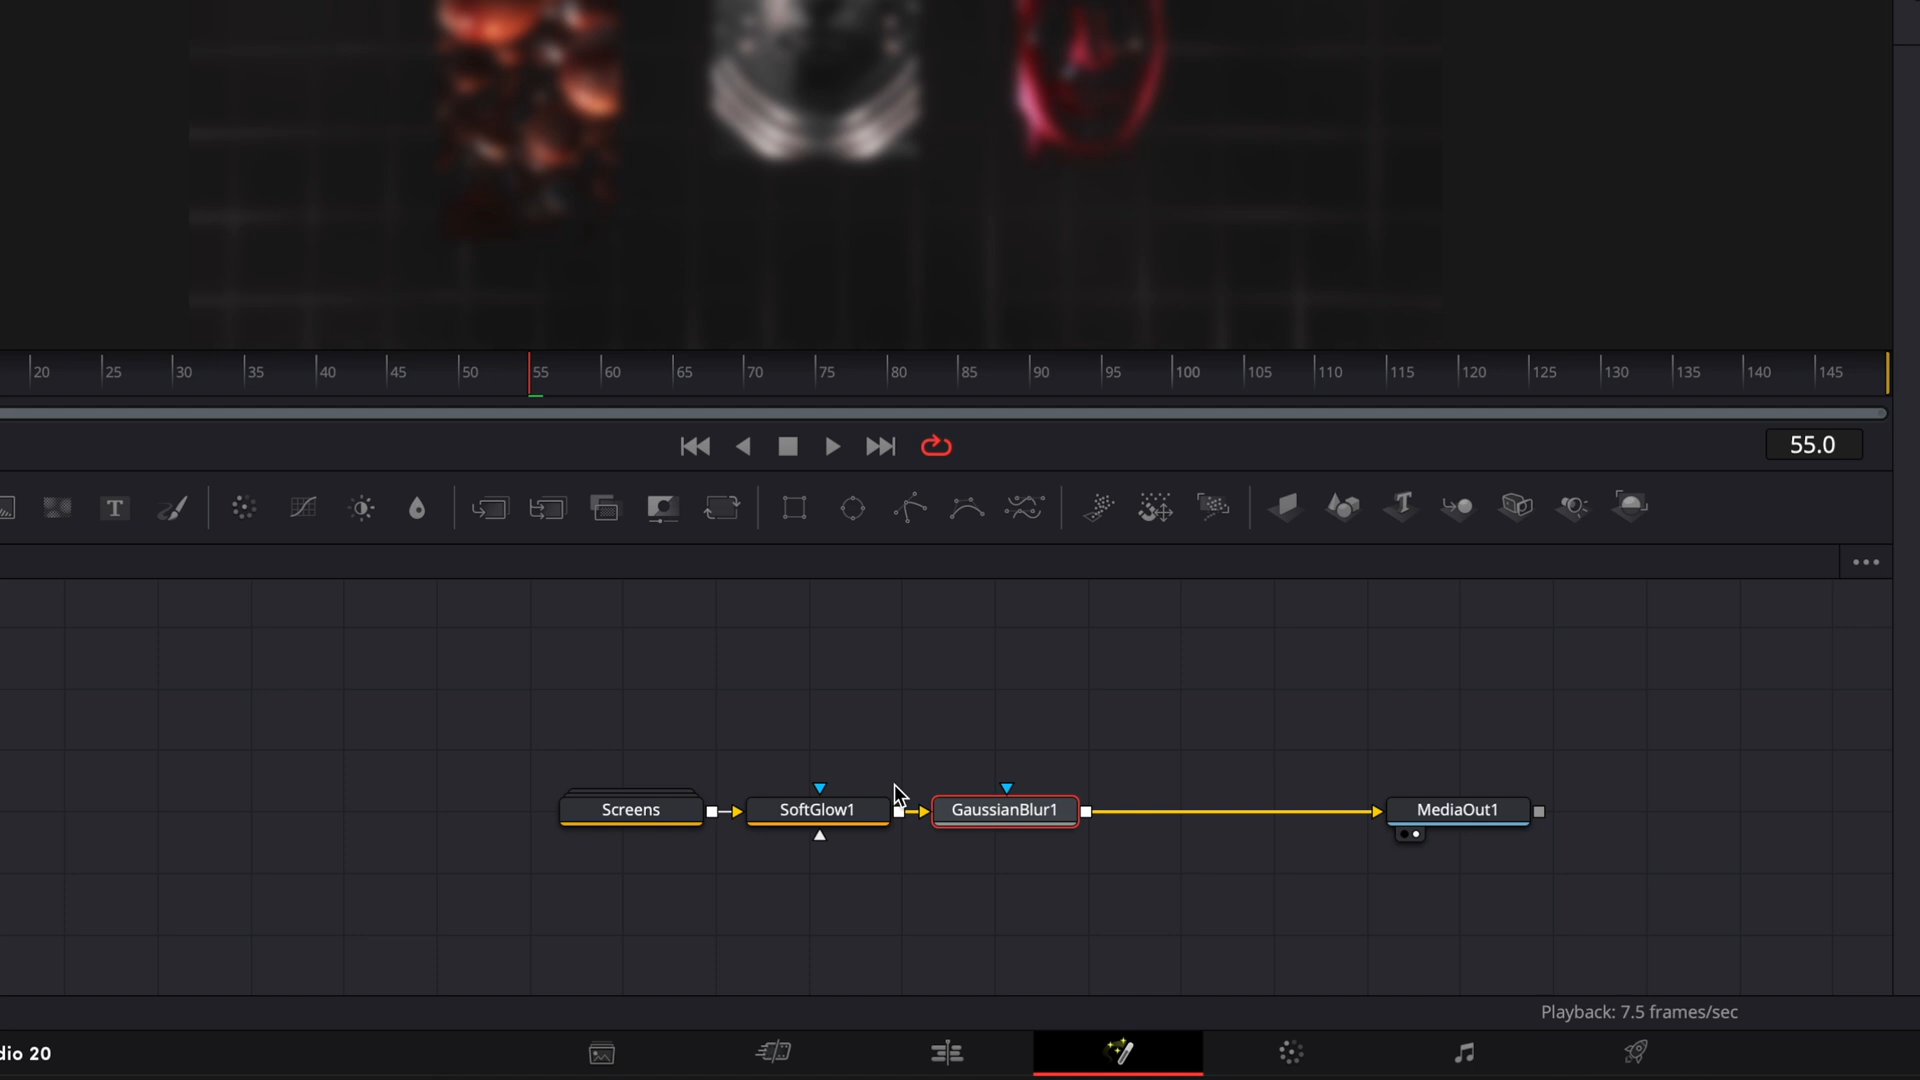 20 25 30 35 40 45 50 55 60 65 70 75 80 85 90 95 100 105 110 115 120 125 130 135 140 145
55.0
T
Screens SoftGlow1 GaussianBlur1 MediaOut1
Playback: 7.5 frames/sec
dio 20